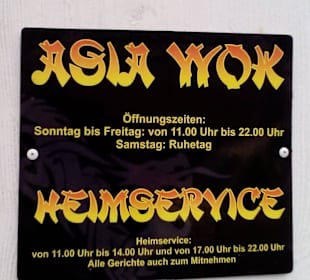 ASIA WOK
Öffnungszeiten:
Sonntag bis Freitag: von 11.00 Uhr bis 22.00 Uhr
Samstag: Ruhetag
HEIMSERVICE
Heimservice:
von 11.00 Uhr bis 14.00 Uhr und von 17.00 Uhr bis 22.00 Uhr
Alle Gerichte auch zum Mitnehmen